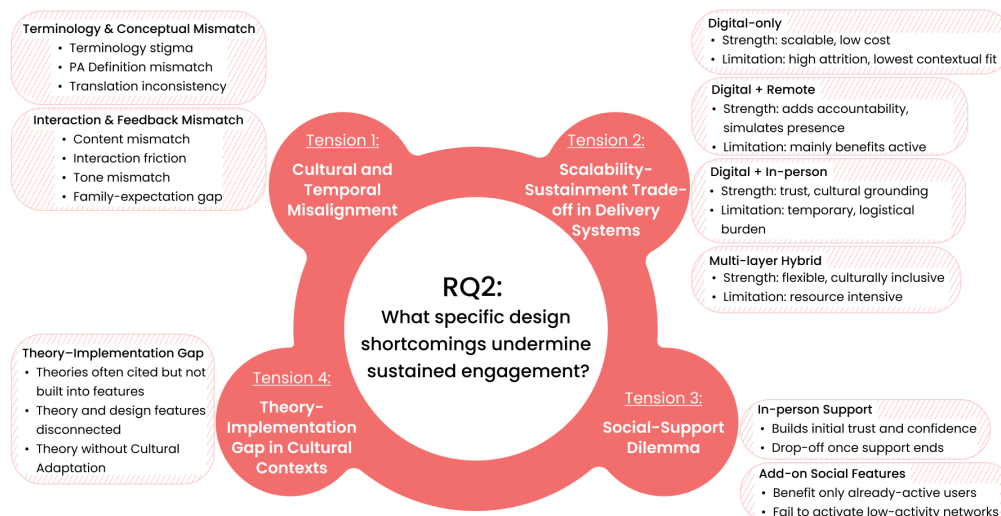 Terminology & Conceptual Mismatch
• Terminology stigma
• PA Definition mismatch
• Translation inconsistency
Interaction & Feedback Mismatch
• Content mismatch
• Interaction friction
• Tone mismatch
• Family-expectation gap
Tension 1:
Cultural and
Temporal
Misalignment
Tension 2:
Scalability-
Sustainment Trade-
off in Delivery
Systems
Digital-only
• Strength: scalable, low cost
• Limitation: high attrition, lowest contextual fit
Digital + Remote
• Strength: adds accountability,
simulates presence
• Limitation: mainly benefits active
Digital + In-person
• Strength: trust, cultural grounding
• Limitation: temporary, logistical
burden
Multi-layer Hybrid
• Strength: flexible, culturally inclusive
• Limitation: resource intensive
RQ2:
What specific design
shortcomings undermine
sustained engagement?
Theory–Implementation Gap
• Theories often cited but not
built into features
• Theory and design features
disconnected
• Theory without Cultural
Adaptation
Tension 4:
Theory-
Implementation
Gap in Cultural
Contexts
Tension 3:
Social-Support
Dilemma
In-person Support
• Builds initial trust and confidence
• Drop-off once support ends
Add-on Social Features
• Benefit only already-active users
• Fail to activate low-activity networks